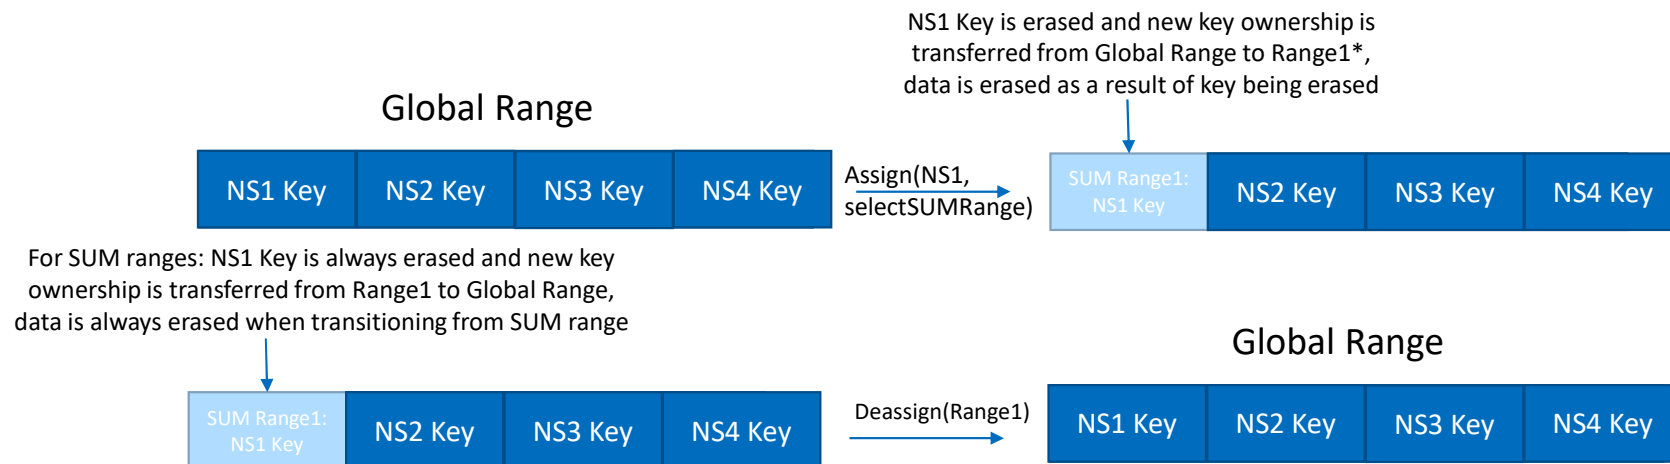 NS1 Key is erased and new key ownership is
transferred from Global Range to Range1*,
data is erased as a result of key being erased
Global Range
NS1 Key
NS2 Key
NS3 Key
NS4 Key
Assign(NS1,
selectSUMRange)
SUM Range1:
NS1 Key
NS2 Key
NS3 Key
NS4 Key
For SUM ranges: NS1 Key is always erased and new key
ownership is transferred from Range1 to Global Range,
data is always erased when transitioning from SUM range
SUM Range1:
NS1 Key
NS2 Key
NS3 Key
NS4 Key
Deassign(Range1)
Global Range
NS1 Key
NS2 Key
NS3 Key
NS4 Key